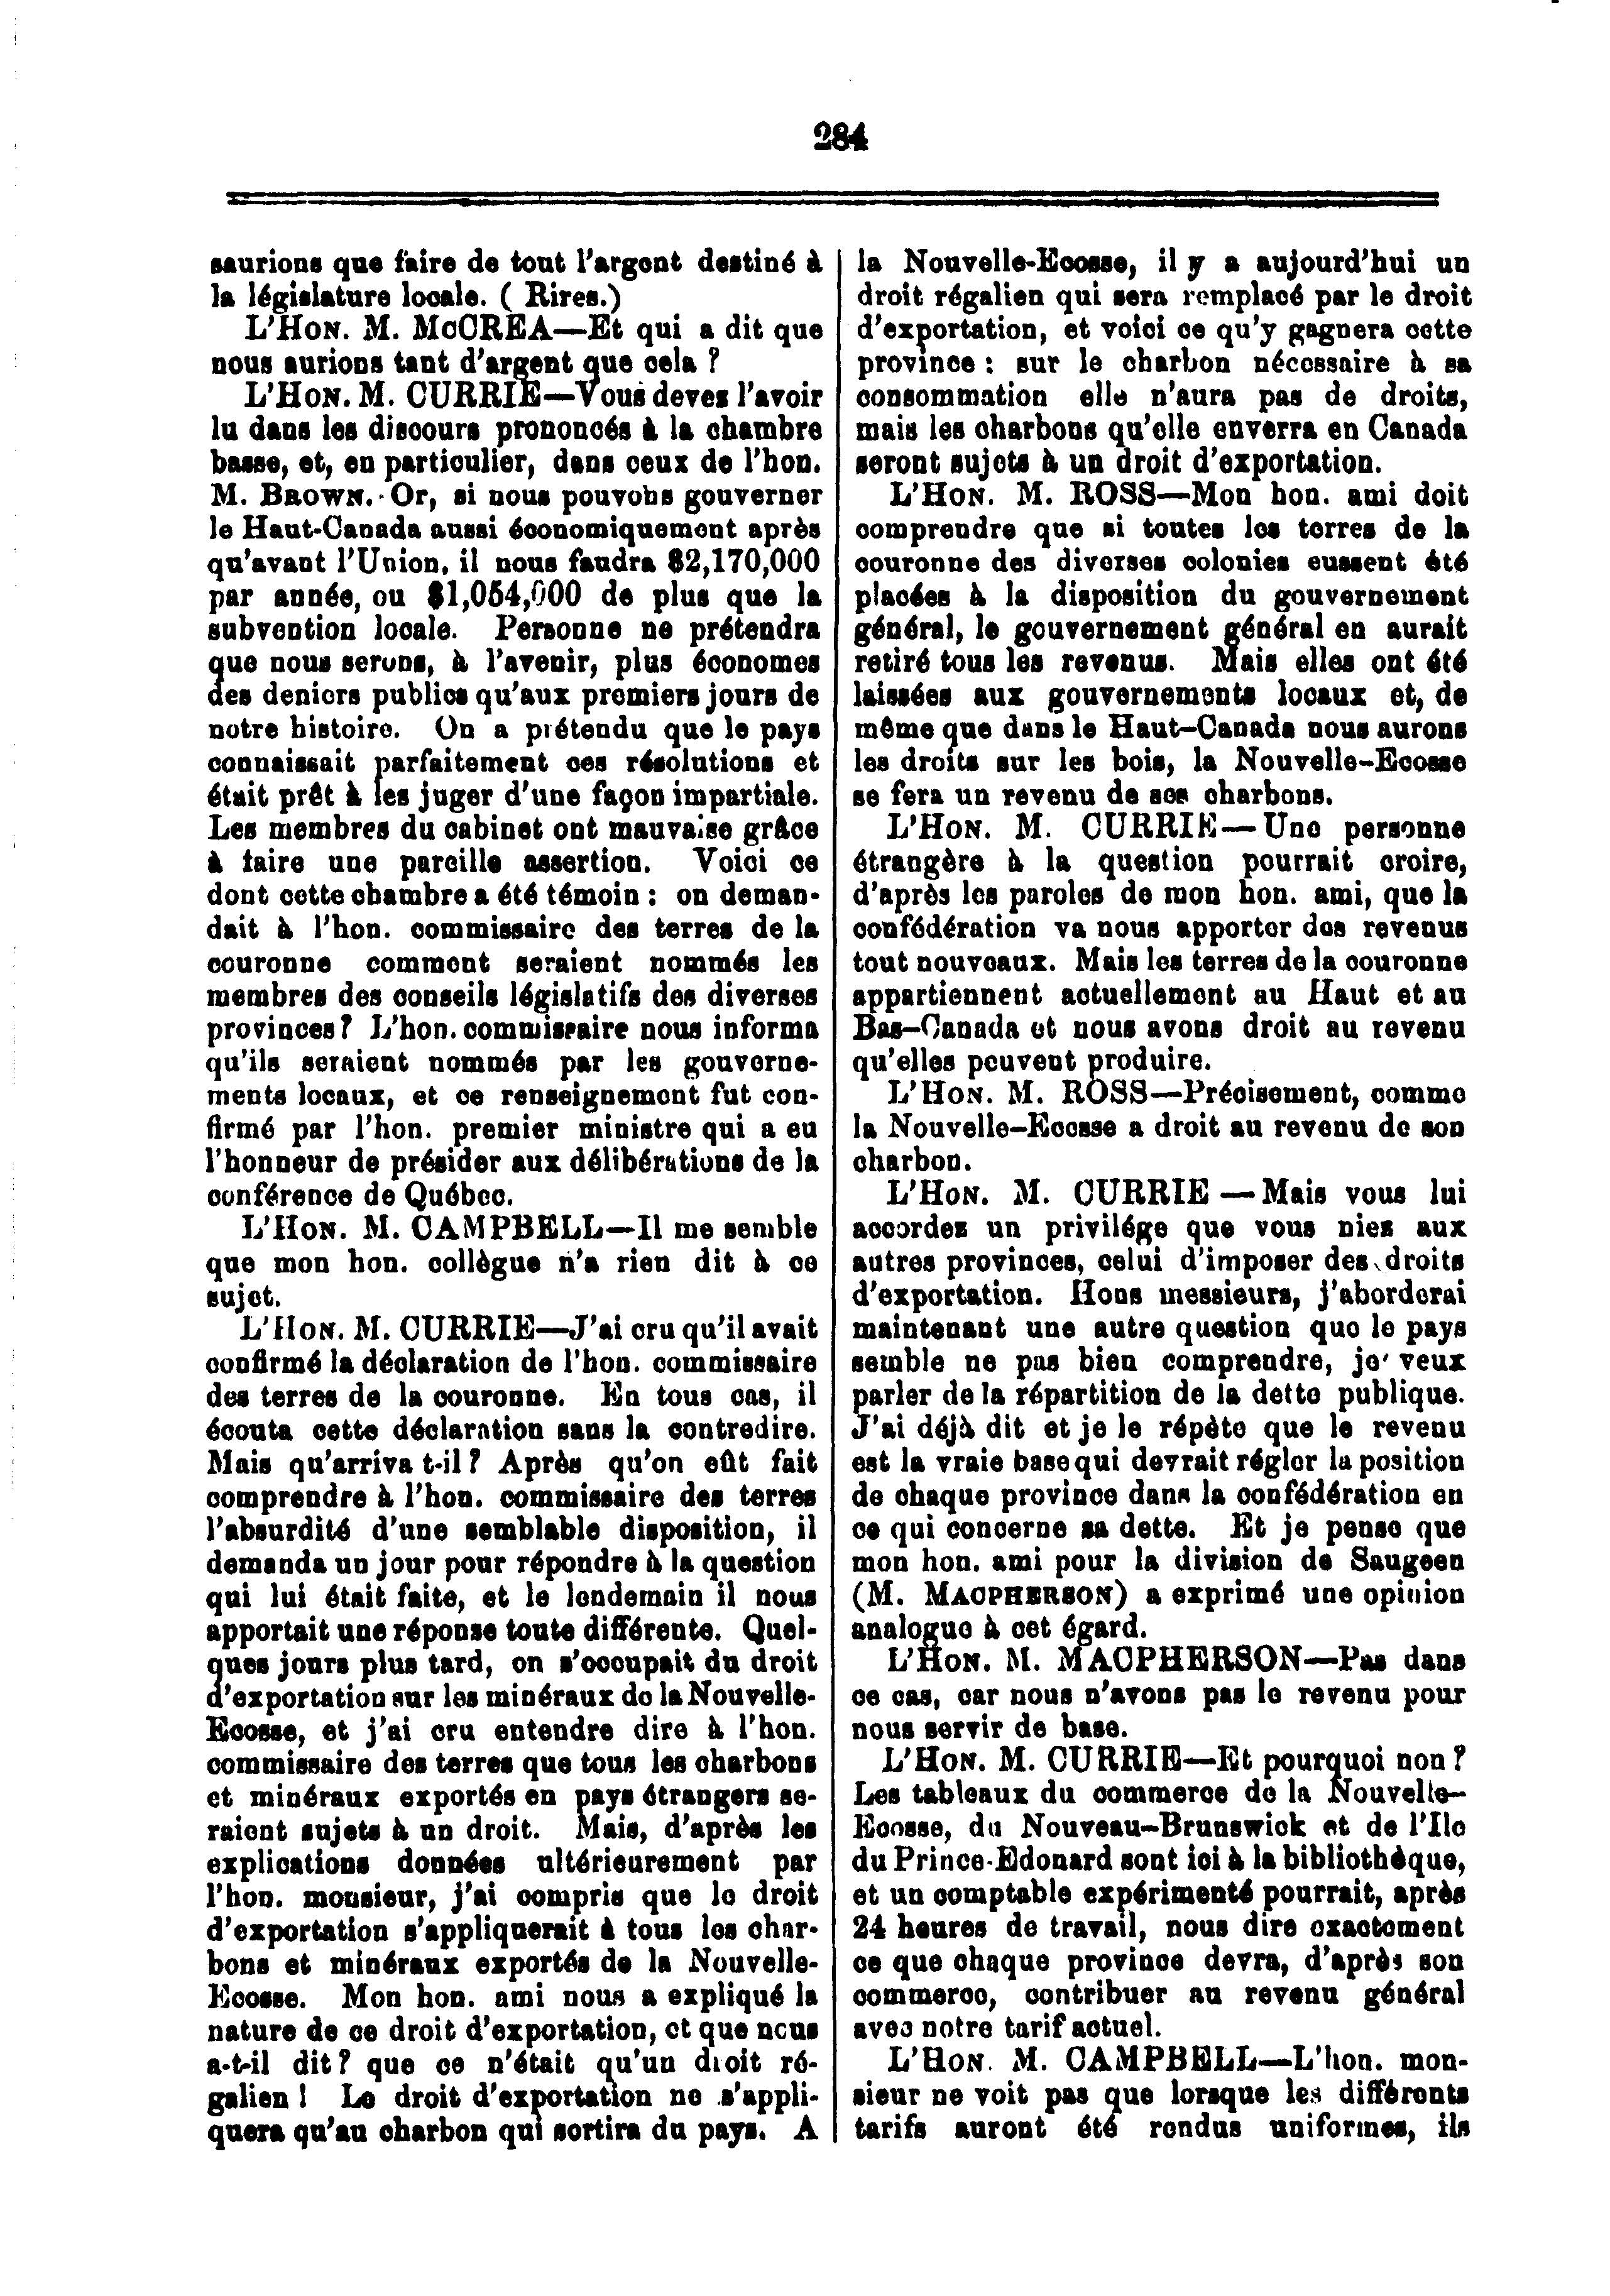 284
saurions que faire de tout l'argent destiné à
la législature locale. ( Rires.)
L'HON. M. MCCREA—Et qui a dit que
nous aurions tant d'argent que cela ?
L'HON. M. CURRIE—Vous devez l'avoir
lu dans les discours prononcés à la chambre
basse, et, en particulier, dans ceux de l'hon.
M. BROWN. Or, si nous pouvons gouverner
le Haut-Canada aussi économiquement après
qu'avant l'Union, il nous faudra $2,170,000
par année, ou $1,054,000 de plus que la
subvention locale. Personne ne prétendra
que nous serons, à l'avenir, plus économes
des deniers publics qu'aux premiers jours de
notre histoire. On a prétendu que le pays
connaissait parfaitement ces résolutions et
était prêt à les juger d'une façon impartiale.
Les membres du cabinet ont mauvaise grâce
à faire une pareille assertion. Voici ce
dont cette chambre a été témoin : on deman-
dait à l'hon. commissaire des terres de la
couronne comment seraient nommés les
membres des conseils législatifs des diverses
provinces ? L'hon. commissaire nous informa
qu'ils seraient nommés par les gouverne-
ments locaux, et ce renseignement fut con-
firmé par l'hon. premier ministre qui a eu
l'honneur de présider aux délibérations de la
conférence de Québec.
L'HON. M. CAMPBELL—Il me semble
que mon hon. collègue n'a rien dit à ce
sujet.
L'HON. M. CURRIE—J'ai cru qu'il avait
confirmé la déclaration de l'hon. commissaire
des terres de la couronne. En tous cas, il
écouta cette déclaration sans la contredire.
Mais qu'arriva t-il ? Après qu'on eût fait
comprendre à l'hon. commissaire des terres
l'absurdité d'une semblable disposition, il
demanda un jour pour répondre à la question
qui lui était faite, et le lendemain il nous
apportait une réponse toute différente. Quel-
ques jours plus tard, on s'occupait du droit
d'exportation sur les minéraux de la Nouvelle-
Ecosse, et j'ai cru entendre dire à l'hon.
commissaire des terres que tous les charbons
et minéraux exportés en pays étrangers se-
raient sujets à un droit. Mais, d'après les
explications données ultérieurement par
l'hon. monsieur, j'ai compris que le droit
d'exportation s'appliquerait à tous les char-
bons et minéraux exportés de la Nouvelle-
Ecosse. Mon hon. ami nous a expliqué la
nature de ce droit d'exportation, et que nous
a-t-il dit ? que ce n'était qu'un droit ré-
galien ! Le droit d'exportation ne s'appli-
quera qu'au charbon qui sortira du pays. A
la Nouvelle-Ecosse, il y a aujourd'hui un
droit régalien qui sera remplacé par le droit
d'exportation, et voici ce qu'y gagnera cette
province : sur le charbon nécessaire à sa
consommation elle n'aura pas de droits,
mais les charbons qu'elle enverra en Canada
seront sujets à un droit d'exportation.
L'HON. M. ROSS—Mon hon. ami doit
comprendre que si toutes les terres de la
couronne des diverses colonies eussent été
placées à la disposition du gouvernement
général, le gouvernement général en aurait
retiré tous les revenus. Mais elles ont été
laissées aux gouvernements locaux et, de
même que dans le Haut-Canada nous aurons
les droits sur les bois, la Nouvelle-Ecosse
se fera un revenu de ses charbons.
L'HON. M. CURRIE—Une personne
étrangère à la question pourrait croire,
d'après les paroles de mon hon. ami, que la
confédération va nous apporter des revenus
tout nouveaux. Mais les terres de la couronne
appartiennent actuellement au Haut et au
Bas-Canada et nous avons droit au revenu
qu'elles peuvent produire.
L'HON. M. ROSS—Précisement, comme
la Nouvelle-Ecosse a droit au revenu de son
charbon.
L'HON. M. CURRIE—Mais vous lui
accordez un privilége que vous niez aux
autres provinces, celui d'imposer des droits
d'exportation. Hons messieurs, j'aborderai
maintenant une autre question que le pays
semble ne pas bien comprendre, je veux
parler de la répartition de la dette publique.
J'ai déjà dit et je le répète que le revenu
est la vraie base qui devrait régler la position
de chaque province dans la confédération en
ce qui concerne sa dette. Et je pense que
mon hon. ami pour la division de Saugeen
(M. MACPHERSON) a exprimé une opinion
analogue à cet égard.
L'HON. M. MACPHERSON—Pas dans
ce cas, car nous n'avons pas le revenu pour
nous servir de base.
L'HON. M. CURRIE—Et pourquoi non ?
Les tableaux du commerce de la Nouvelle-
Ecosse, du Nouveau-Brunswick et de l'Ile
du Prince-Edouard sont ici à la bibliothèque,
et un comptable expérimenté pourrait, après
24 heures de travail, nous dire exactement
ce que chaque province devra, d'après son
commerce, contribuer au revenu général
avec notre tarif actuel.
L'HON. M. CAMPBELL—L'hon. mon-
sieur ne voit pas que lorsque les différents
tarifs auront été rendus uniformes, ils